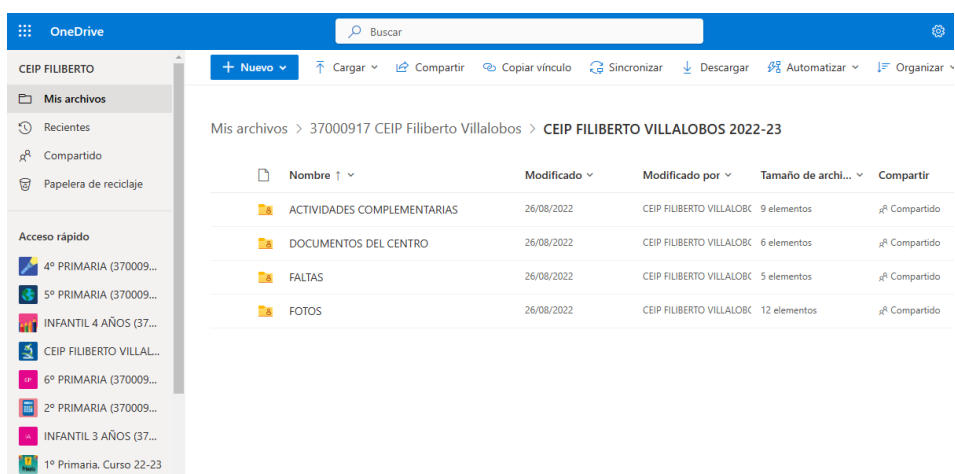 OneDrive
Buscar
CEIP FILIBERTO
Mis archivos
Recientes
Compartido
Papelera de reciclaje
Acceso rápido
4º PRIMARIA (370009...
5º PRIMARIA (370009...
INFANTIL 4 AÑOS (37...
CEIP FILIBERTO VILLAL...
6º PRIMARIA (370009...
2º PRIMARIA (370009...
INFANTIL 3 AÑOS (37...
1º Primaria. Curso 22-23
+ Nuevo Cargar Compartir Copiar vínculo Sincronizar Descargar Automatizar Organizar
Mis archivos > 37000917 CEIP Filiberto Villalobos > CEIP FILIBERTO VILLALOBOS 2022-23
Nombre ↑ Modificado Modificado por Tamaño de archi... Compartir
ACTIVIDADES COMPLEMENTARIAS 26/08/2022 CEIP FILIBERTO VILLALOBO 9 elementos Compartido
DOCUMENTOS DEL CENTRO 26/08/2022 CEIP FILIBERTO VILLALOBO 6 elementos Compartido
FALTAS 26/08/2022 CEIP FILIBERTO VILLALOBO 5 elementos Compartido
FOTOS 26/08/2022 CEIP FILIBERTO VILLALOBO 12 elementos Compartido